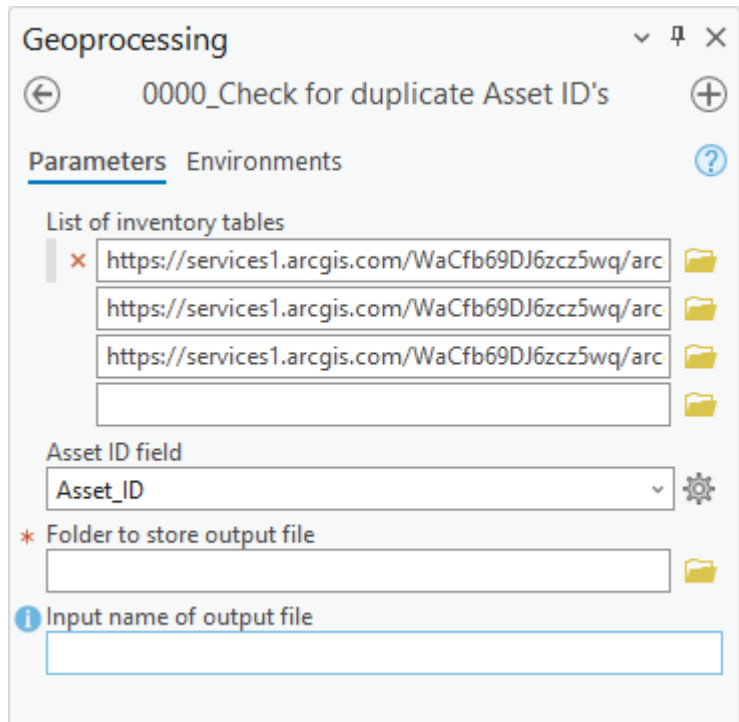 Geoprocessing
0000_Check for duplicate Asset ID's
Parameters Environments
List of inventory tables
https://services1.arcgis.com/WaCfb69DJ6zcz5wq/arc
https://services1.arcgis.com/WaCfb69DJ6zcz5wq/arc
https://services1.arcgis.com/WaCfb69DJ6zcz5wq/arc
Asset ID field
Asset_ID
* Folder to store output file
Input name of output file